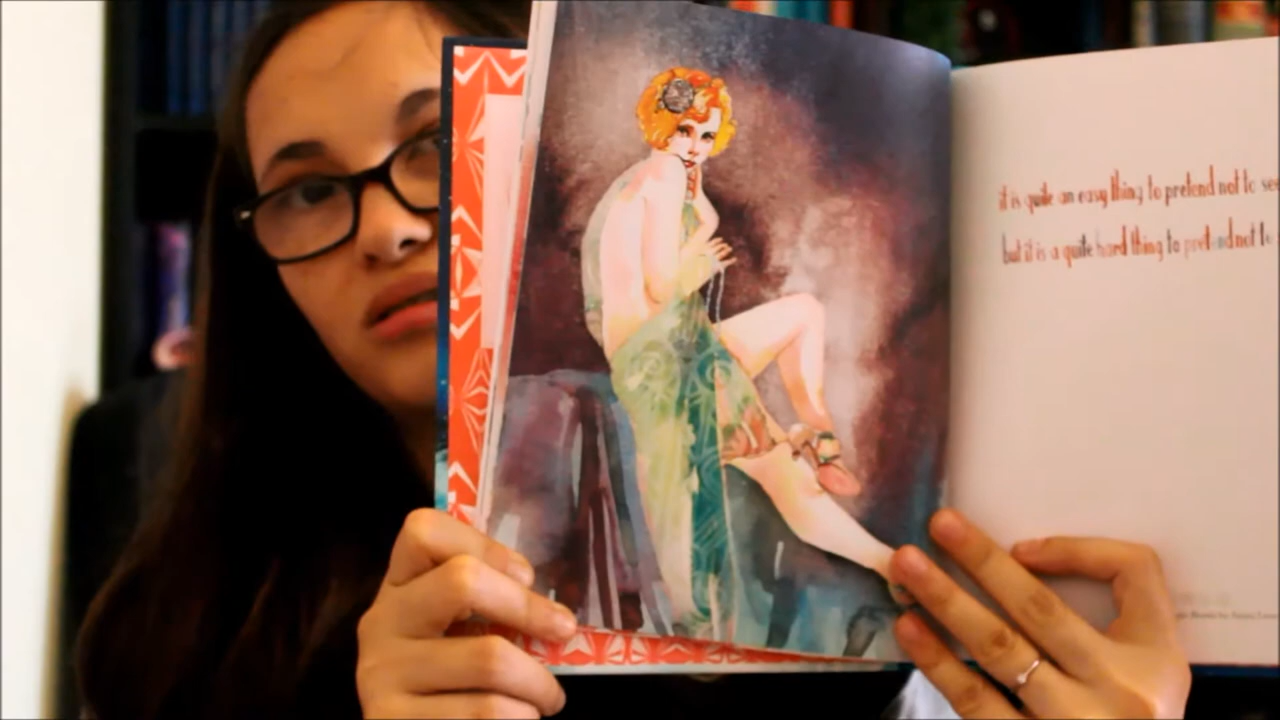 it is quite an easy thing to pretend not to see
but it is a quite hard thing to pretend not to